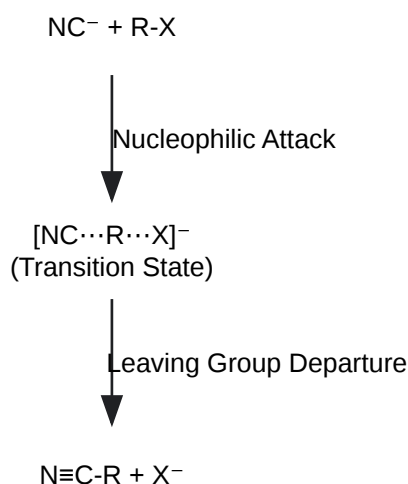 NC⁻ + R-X
Nucleophilic Attack
[NC⋯R⋯X]⁻
(Transition State)
Leaving Group Departure
N≡C-R + X⁻